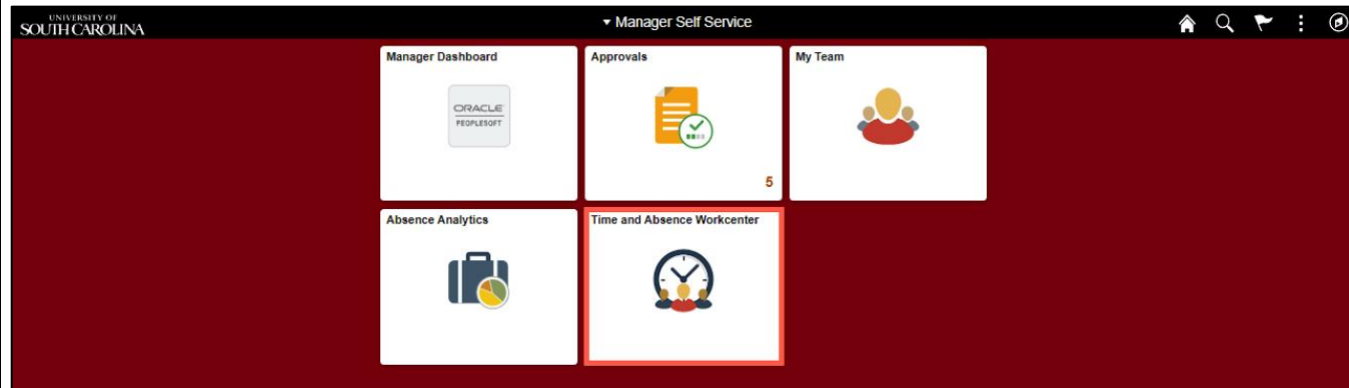 UNIVERSITY OF
SOUTH CAROLINA
Manager Self Service
Manager Dashboard
Approvals
My Team
ORACLE
PEOPLESOFT
5
Absence Analytics
Time and Absence Workcenter